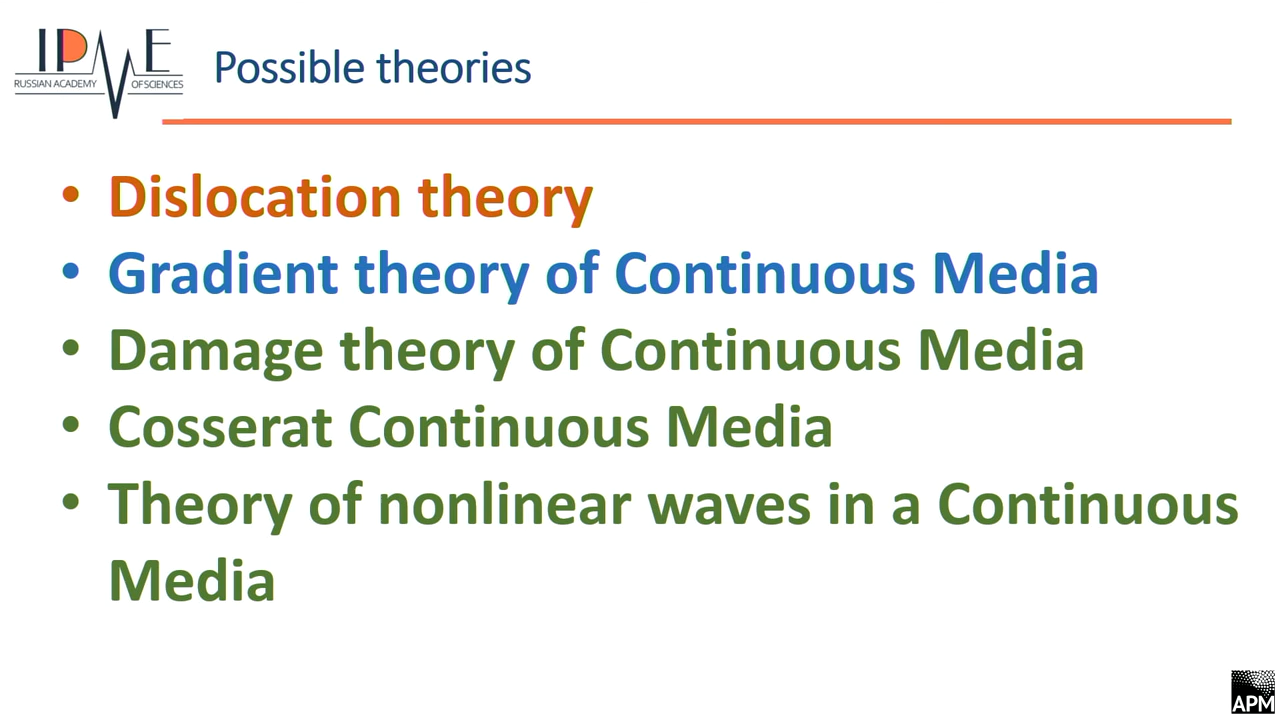 IPME
RUSSIAN ACADEMY OF SCIENCES
Possible theories
• Dislocation theory
• Gradient theory of Continuous Media
• Damage theory of Continuous Media
• Cosserat Continuous Media
• Theory of nonlinear waves in a Continuous
Media
APM